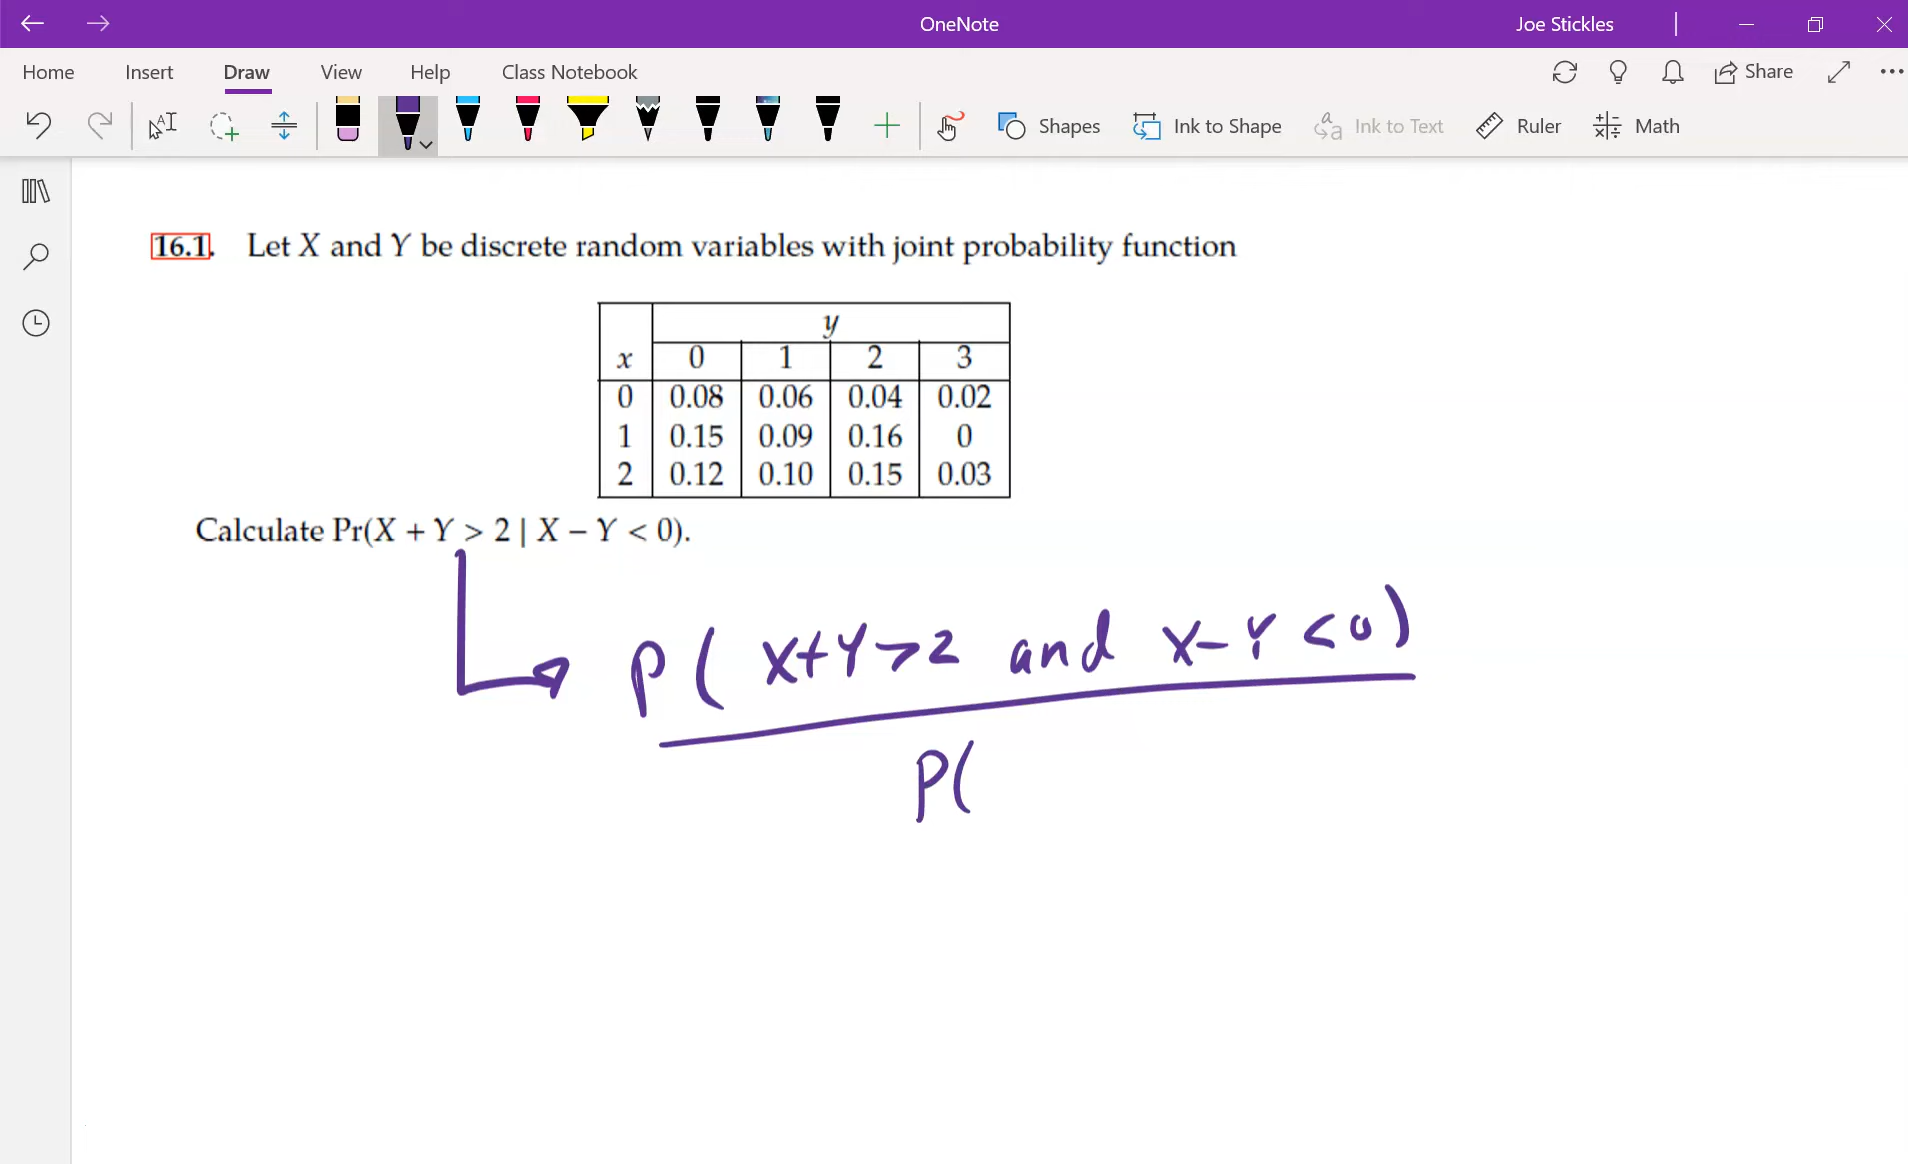 OneNote
Joe Stickles
Home Insert Draw View Help Class Notebook Share
Shapes Ink to Shape Ink to Text Ruler Math
16.1. Let X and Y be discrete random variables with joint probability function
y
x 0 1 2 3
0 0.08 0.06 0.04 0.02
1 0.15 0.09 0.16 0
2 0.12 0.10 0.15 0.03
Calculate Pr(X + Y > 2 | X − Y < 0).
P( X+Y>2 and X-Y<0)
P(